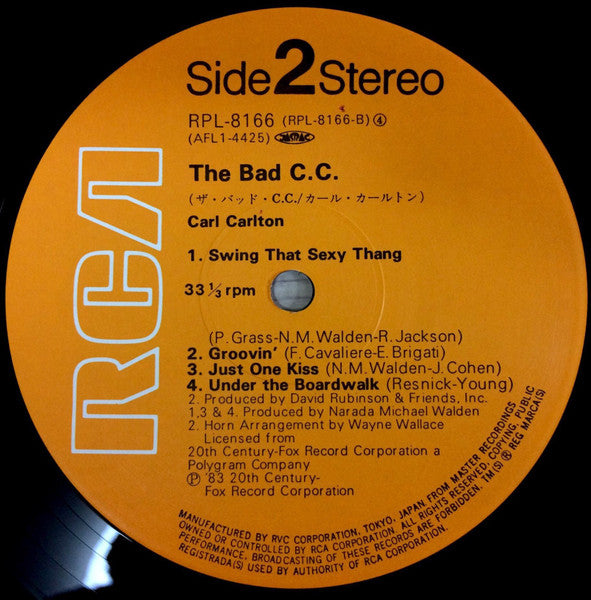 Side 2 Stereo
RPL-8166 (RPL-8166-B) ④
(AFL1-4425) JASRAC
The Bad C.C.
(ザ・バッド・C.C./カール・カールトン)
Carl Carlton
1. Swing That Sexy Thang
33 1/3 rpm
(P. Grass-N.M. Walden-R. Jackson)
2. Groovin' (F. Cavaliere-E. Brigati)
3. Just One Kiss (N.M. Walden-J. Cohen)
4. Under the Boardwalk (Resnick-Young)
2. Produced by David Rubinson & Friends, Inc.
1,3 & 4. Produced by Narada Michael Walden
2. Horn Arrangement by Wayne Wallace
Licensed from
20th Century-Fox Record Corporation a
Polygram Company
Ⓟ '83 20th Century-
Fox Record Corporation
RCA
MANUFACTURED BY RVC CORPORATION, TOKYO, JAPAN FROM MASTER RECORDINGS
OWNED OR CONTROLLED BY RCA CORPORATION. ALL RIGHTS RESERVED, COPYING, PUBLIC
PERFORMANCE, BROADCASTING OF THESE RECORDS ARE FORBIDDEN, TM(S) ® REG MARCA(S)
REGISTRADA(S) USED BY AUTHORITY OF RCA CORPORATION.